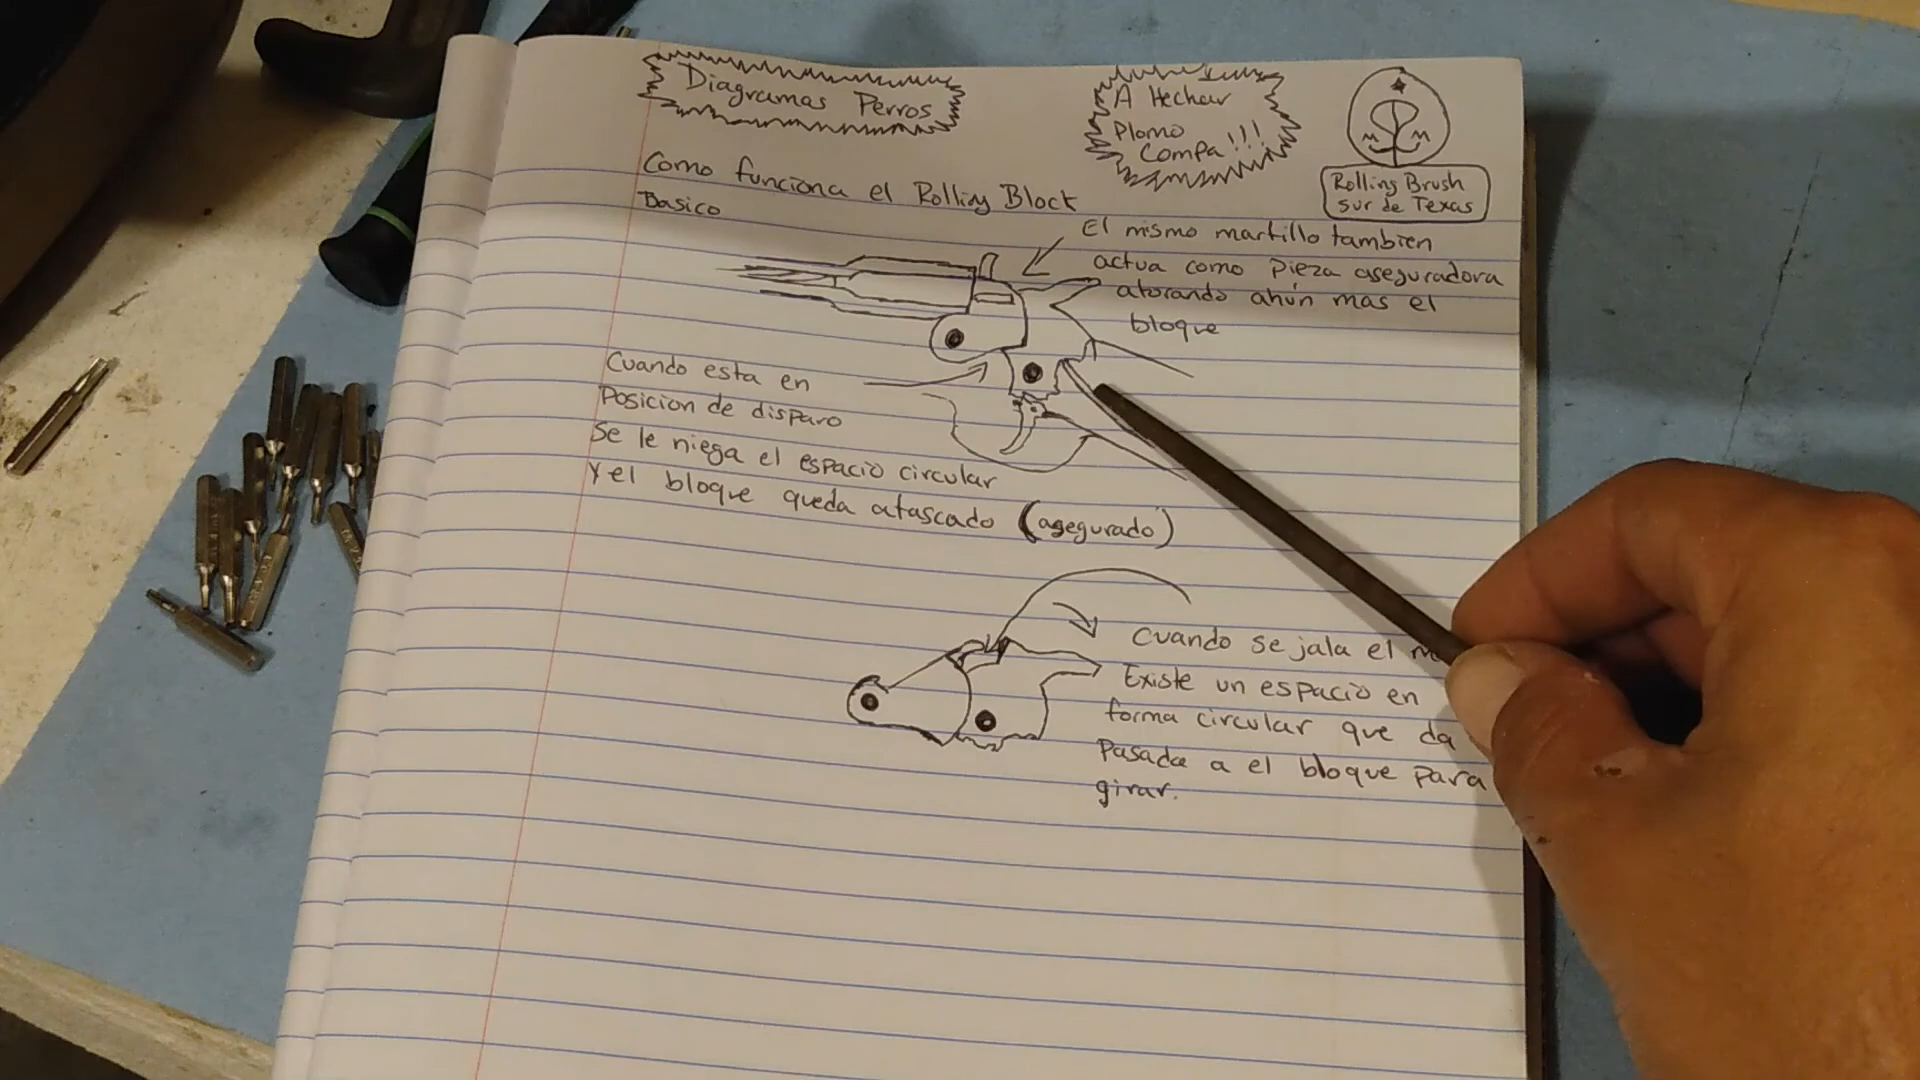 Diagramas Perros
A Hechar
Plomo
Compa!!!
Rolling Brush
sur de Texas
Como funciona el Rolling Block
Basico
El mismo martillo tambien
actua como pieza aseguradora
atorando ahún mas el
bloque
Cuando esta en
Posicion de disparo
Se le niega el espacio circular
Y el bloque queda atascado (asegurado)
Cuando se jala el
Existe un espacio en
forma circular que da
Pasada a el bloque para
girar.